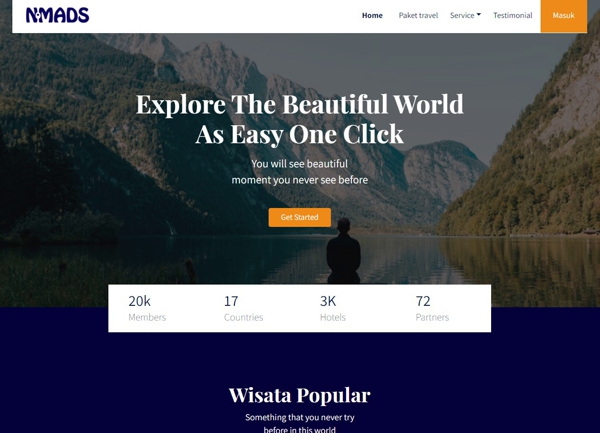 NOMADS
Home
Paket travel
Service
Testimonial
Masuk
Explore The Beautiful World
As Easy One Click
You will see beautiful
moment you never see before
Get Started
20k
Members
17
Countries
3K
Hotels
72
Partners
Wisata Popular
Something that you never try
before in this world